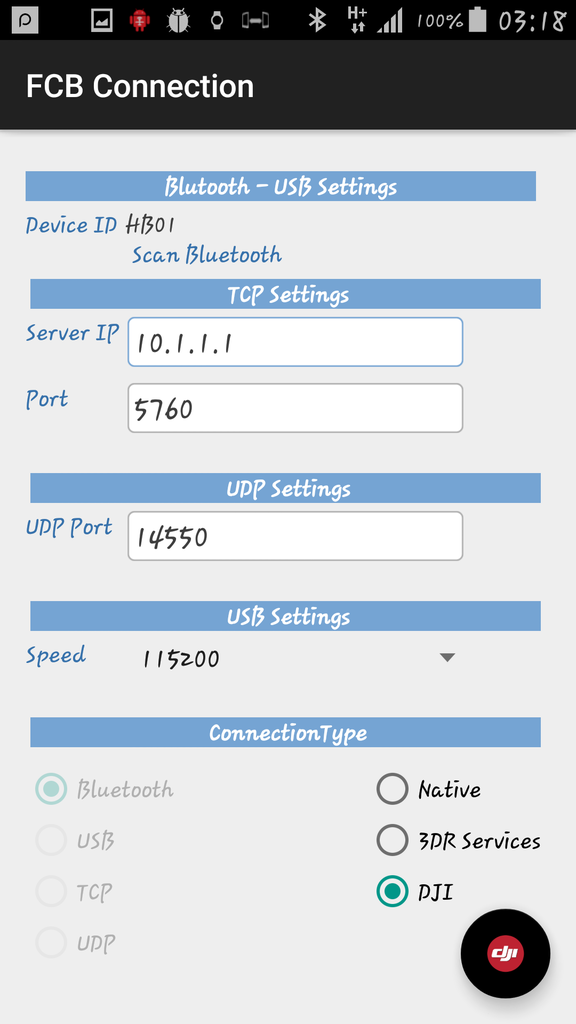 H+ 100% 03:18
FCB Connection
Blutooth - USB Settings
Device ID HB01
Scan Bluetooth
TCP Settings
Server IP 10.1.1.1
Port 5760
UDP Settings
UDP Port 14550
USB Settings
Speed 115200
ConnectionType
Bluetooth Native
USB 3DR Services
TCP DJI
UDP
dji